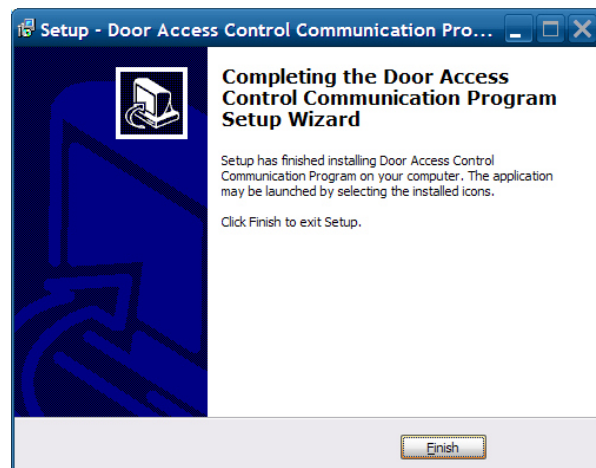 Setup - Door Access Control Communication Pro...
Completing the Door Access
Control Communication Program
Setup Wizard
Setup has finished installing Door Access Control
Communication Program on your computer. The application
may be launched by selecting the installed icons.
Click Finish to exit Setup.
Finish